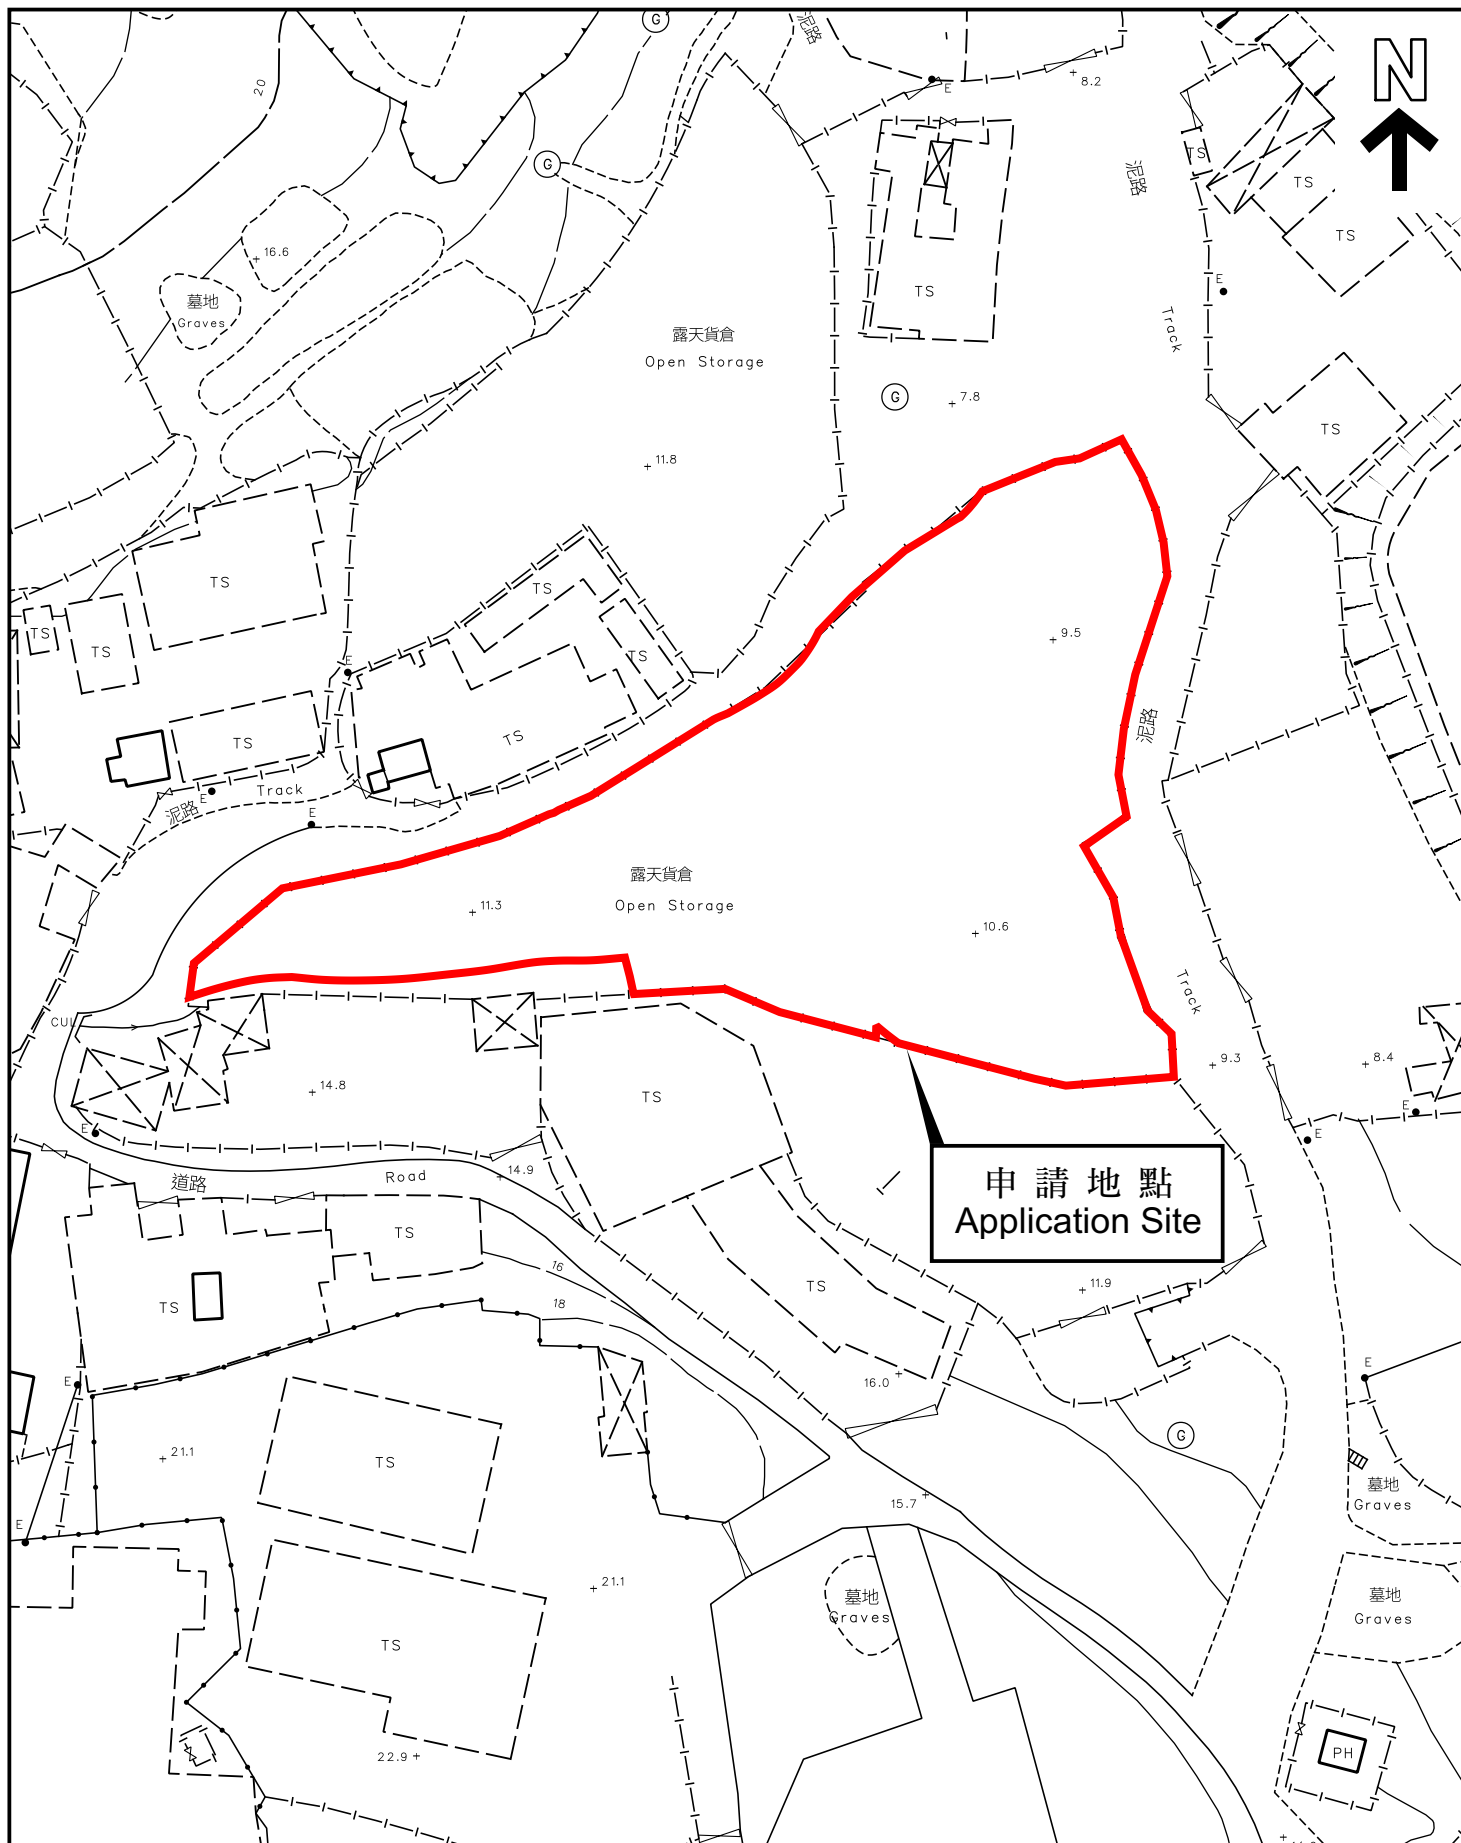 G
泥路
20
8.2
E
N
G
泥路
TS
TS
TS
16.6
墓地
Graves
TS
E
露天貨倉
Open Storage
Track
G
7.8
TS
11.8
TS
TS
TS
TS
TS
9.5
E
TS
泥路
TS
TS
Track
E
泥路
E
露天貨倉
Open Storage
11.3
10.6
Track
CUL
14.8
TS
9.3
8.4
E
E
E
申請地點
Application Site
道路
Road
14.9
TS
16
18
TS
TS
11.9
E
16.0
G
21.1
TS
墓地
Graves
15.7
E
21.1
墓地
Graves
墓地
Graves
TS
22.9
PH